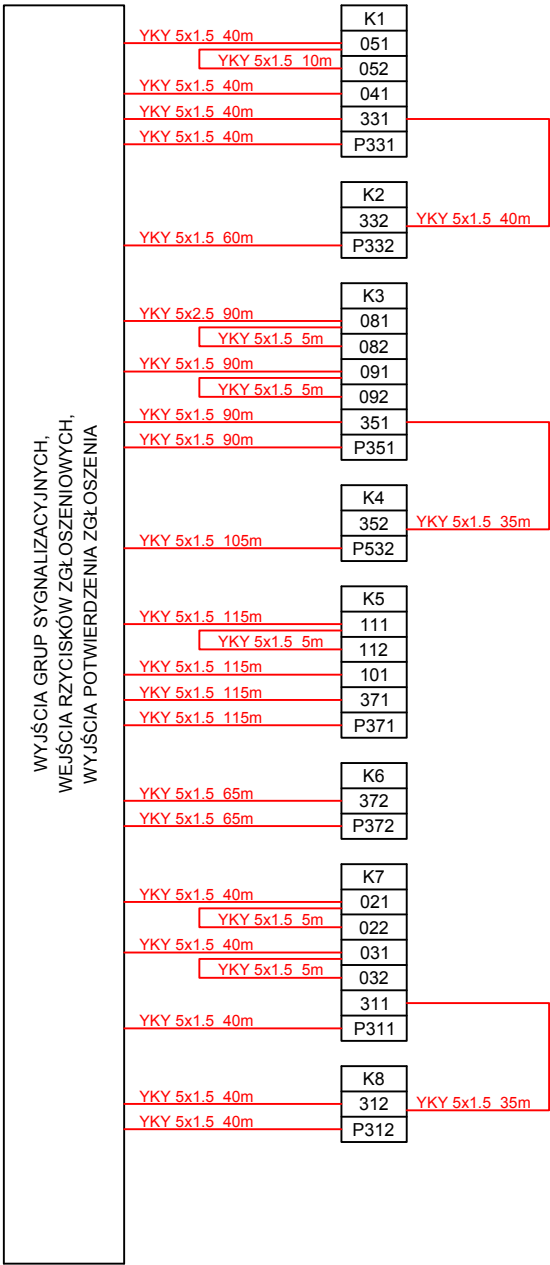 WYJŚCIA GRUP SYGNALIZACYJNYCH,
WEJŚCIA RZYCISKÓW ZGŁOSZENIOWYCH,
WYJŚCIA POTWIERDZENIA ZGŁOSZENIA
K1
YKY 5x1.5 40m
051
YKY 5x1.5 10m
052
YKY 5x1.5 40m
041
YKY 5x1.5 40m
331
YKY 5x1.5 40m
P331
K2
332
YKY 5x1.5 40m
YKY 5x1.5 60m
P332
K3
YKY 5x2.5 90m
081
YKY 5x1.5 5m
082
YKY 5x1.5 90m
091
YKY 5x1.5 5m
092
YKY 5x1.5 90m
351
YKY 5x1.5 90m
P351
K4
352
YKY 5x1.5 35m
YKY 5x1.5 105m
P532
K5
YKY 5x1.5 115m
111
YKY 5x1.5 5m
112
YKY 5x1.5 115m
101
YKY 5x1.5 115m
371
YKY 5x1.5 115m
P371
K6
YKY 5x1.5 65m
372
YKY 5x1.5 65m
P372
K7
YKY 5x1.5 40m
021
YKY 5x1.5 5m
022
YKY 5x1.5 40m
031
YKY 5x1.5 5m
032
311
YKY 5x1.5 40m
P311
K8
YKY 5x1.5 40m
312
YKY 5x1.5 35m
YKY 5x1.5 40m
P312